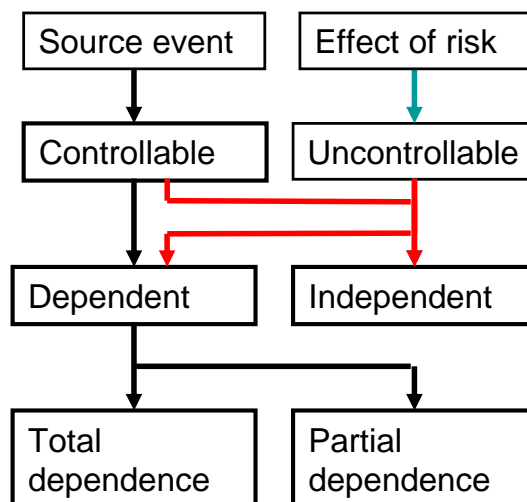 Source event
Effect of risk
Controllable
Uncontrollable
Dependent
Independent
Total
dependence
Partial
dependence